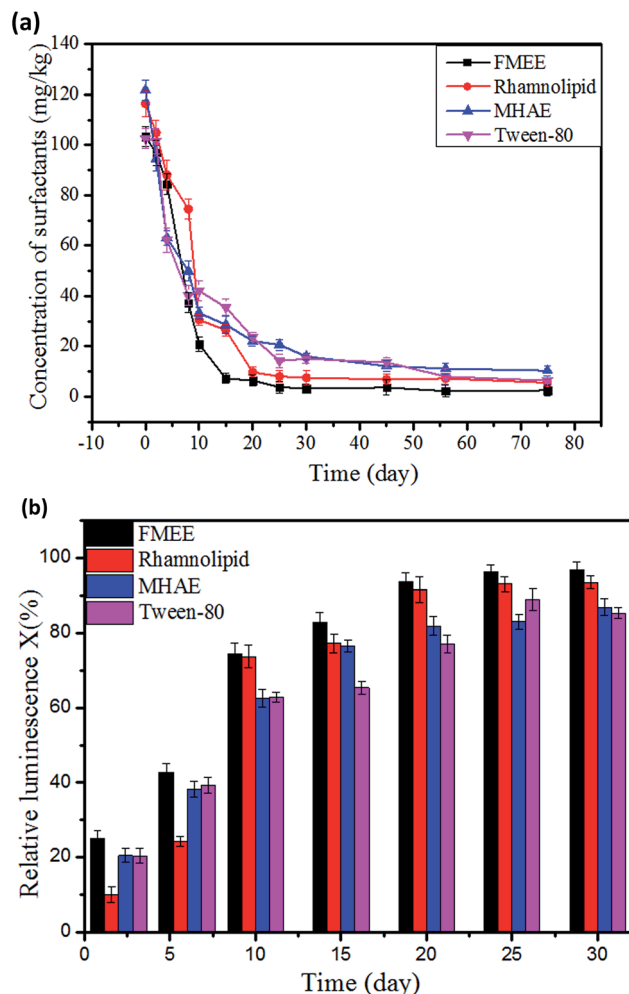 (a)
140
120
100
80
60
40
20
0
Concentration of surfactants (mg/kg)
FMEE
Rhamnolipid
MHAE
Tween-80
-10 0 10 20 30 40 50 60 70 80
Time (day)
(b)
100
80
60
40
20
0
Relative luminescence X(%)
FMEE
Rhamnolipid
MHAE
Tween-80
0 5 10 15 20 25 30
Time (day)